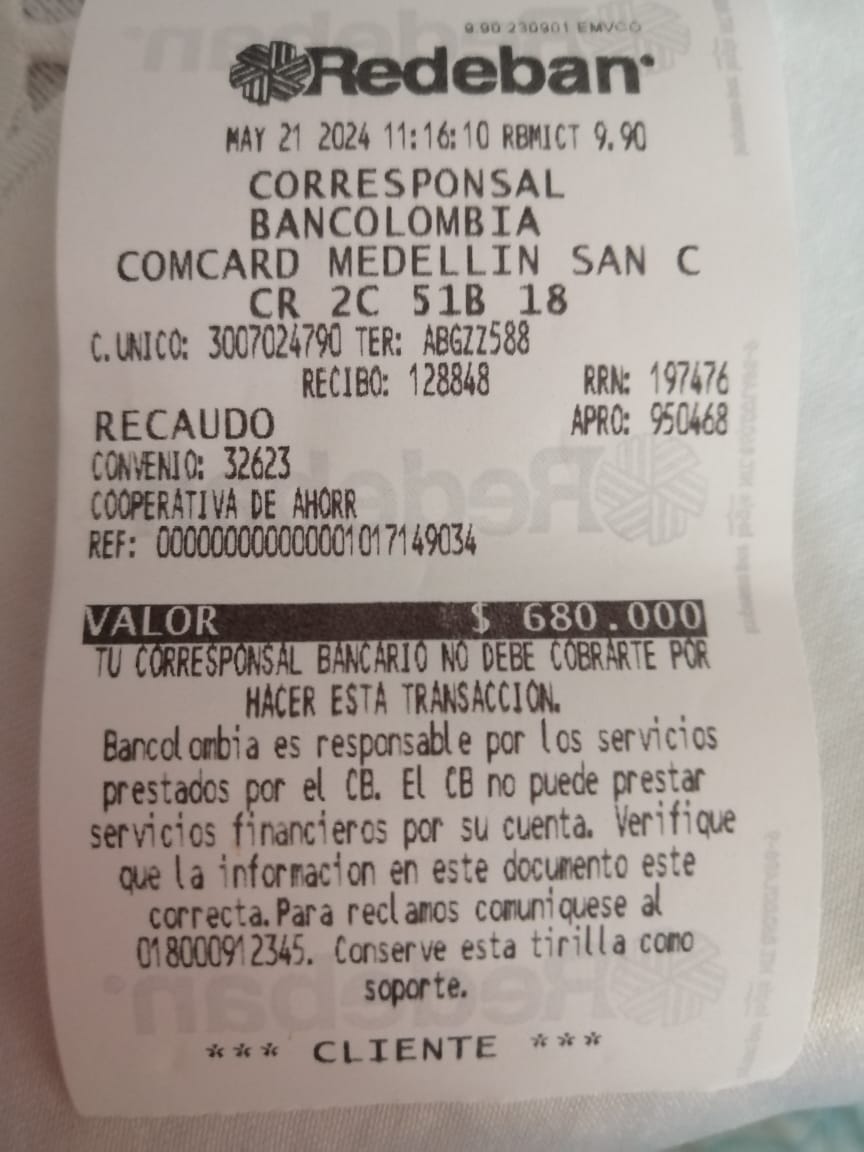 9.90 230901 EMVCO
Redeban
MAY 21 2024 11:16:10 RBMICT 9.90
CORRESPONSAL
BANCOLOMBIA
COMCARD MEDELLIN SAN C
CR 2C 51B 18
C.UNICO: 3007024790 TER: ABGZZ588
RECIBO: 128848 RRN: 197476
RECAUDO APRO: 950468
CONVENIO: 32623
COOPERATIVA DE AHORR
REF: 0000000000000001017149034
VALOR $ 680.000
TU CORRESPONSAL BANCARIO NO DEBE COBRARTE POR
HACER ESTA TRANSACCION.
Bancolombia es responsable por los servicios
prestados por el CB. El CB no puede prestar
servicios financieros por su cuenta. Verifique
que la informacion en este documento este
correcta.Para reclamos comuniquese al
018000912345. Conserve esta tirilla como
soporte.
*** CLIENTE ***